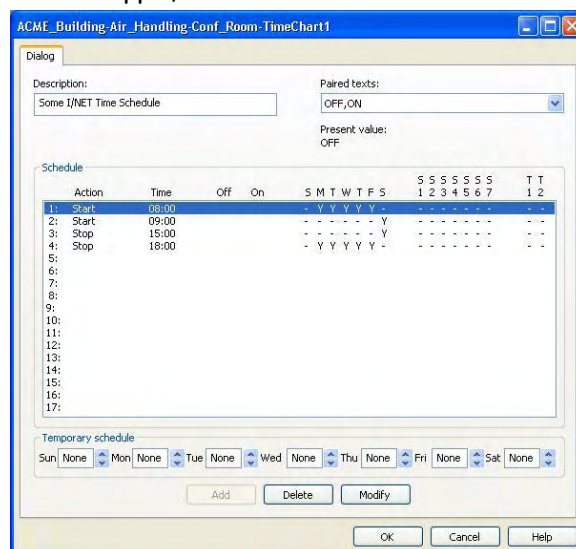 ACME_Building-Air_Handling-Conf_Room-TimeChart1
Dialog
Description: Paired texts:
Some I/NET Time Schedule OFF,ON
Present value:
OFF
Schedule
S S S S S S S T T
Action Time Off On S M T W T F S 1 2 3 4 5 6 7 1 2
1: Start 08:00 - Y Y Y Y Y - - - - - - - - - -
2: Start 09:00 - - - - - - Y - - - - - - - - -
3: Stop 15:00 - - - - - - Y - - - - - - - - -
4: Stop 18:00 - Y Y Y Y Y - - - - - - - - - -
5:
6:
7:
8:
9:
10:
11:
12:
13:
14:
15:
16:
17:
Temporary schedule
Sun None Mon None Tue None Wed None Thu None Fri None Sat None
Add Delete Modify
OK Cancel Help